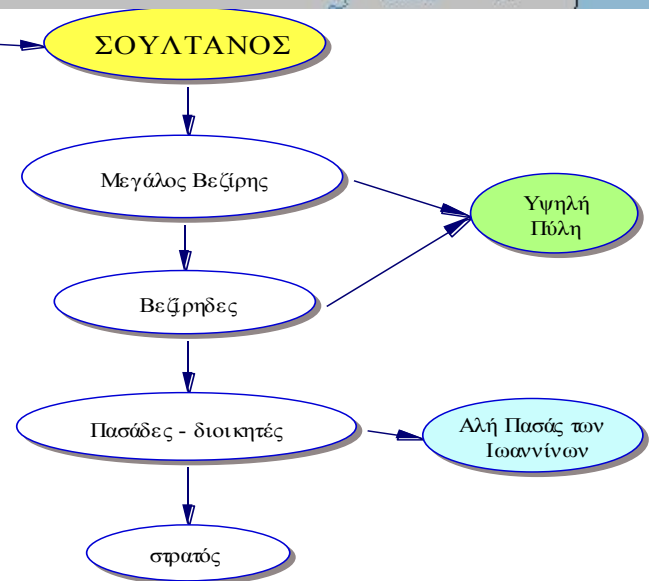 ΣΟΥΛΤΑΝΟΣ
Μεγάλος Βεζίρης
Υψηλή
Πύλη
Βεζίρηδες
Πασάδες - διοικητές
Αλή Πασάς των
Ιωαννίνων
στρατός